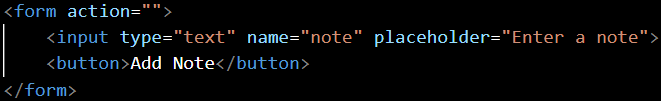 <form action="">
    <input type="text" name="note" placeholder="Enter a note">
    <button>Add Note</button>
</form>